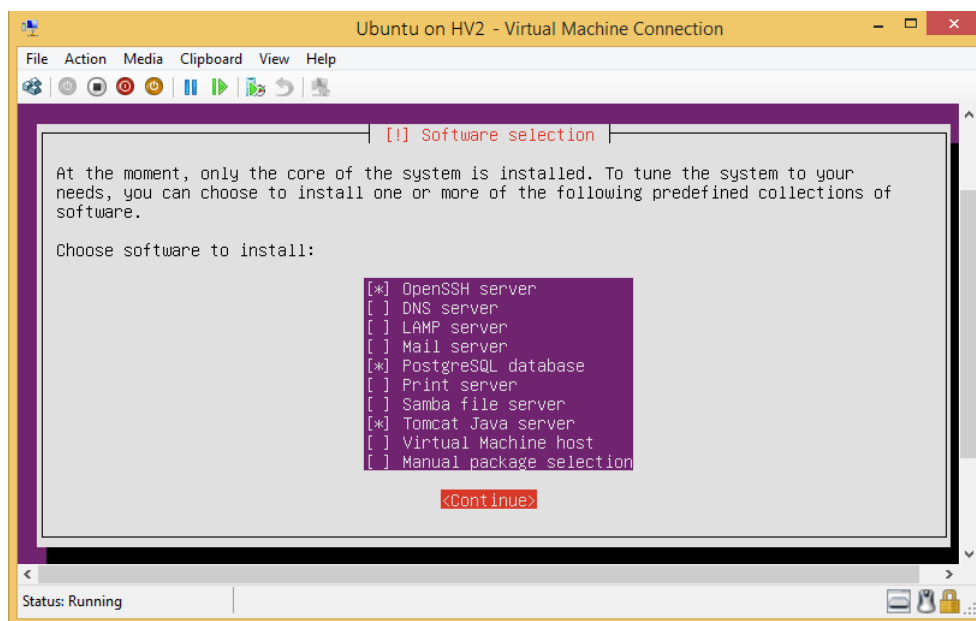 Ubuntu on HV2 - Virtual Machine Connection
File Action Media Clipboard View Help
[!] Software selection
At the moment, only the core of the system is installed. To tune the system to your
needs, you can choose to install one or more of the following predefined collections of
software.
Choose software to install:
[*] OpenSSH server
[ ] DNS server
[ ] LAMP server
[ ] Mail server
[*] PostgreSQL database
[ ] Print server
[ ] Samba file server
[*] Tomcat Java server
[ ] Virtual Machine host
[ ] Manual package selection
<Continue>
Status: Running